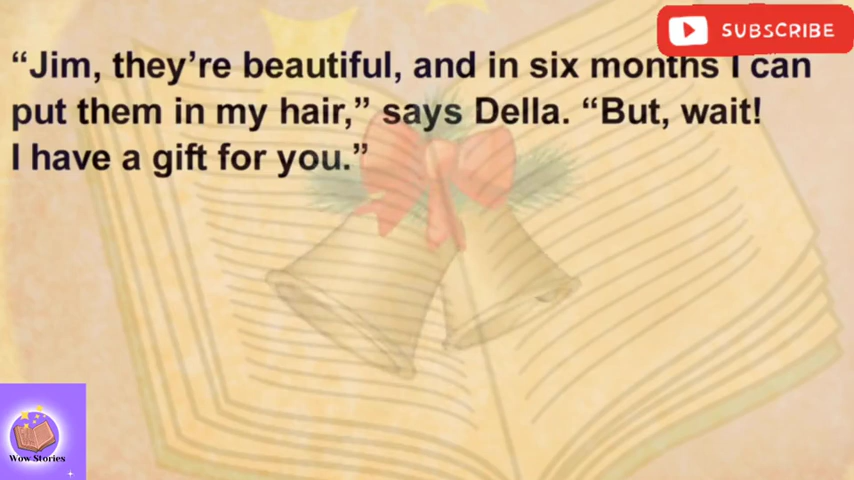 SUBSCRIBE
“Jim, they’re beautiful, and in six months I can
put them in my hair,” says Della. “But, wait!
I have a gift for you.”
Wow Stories